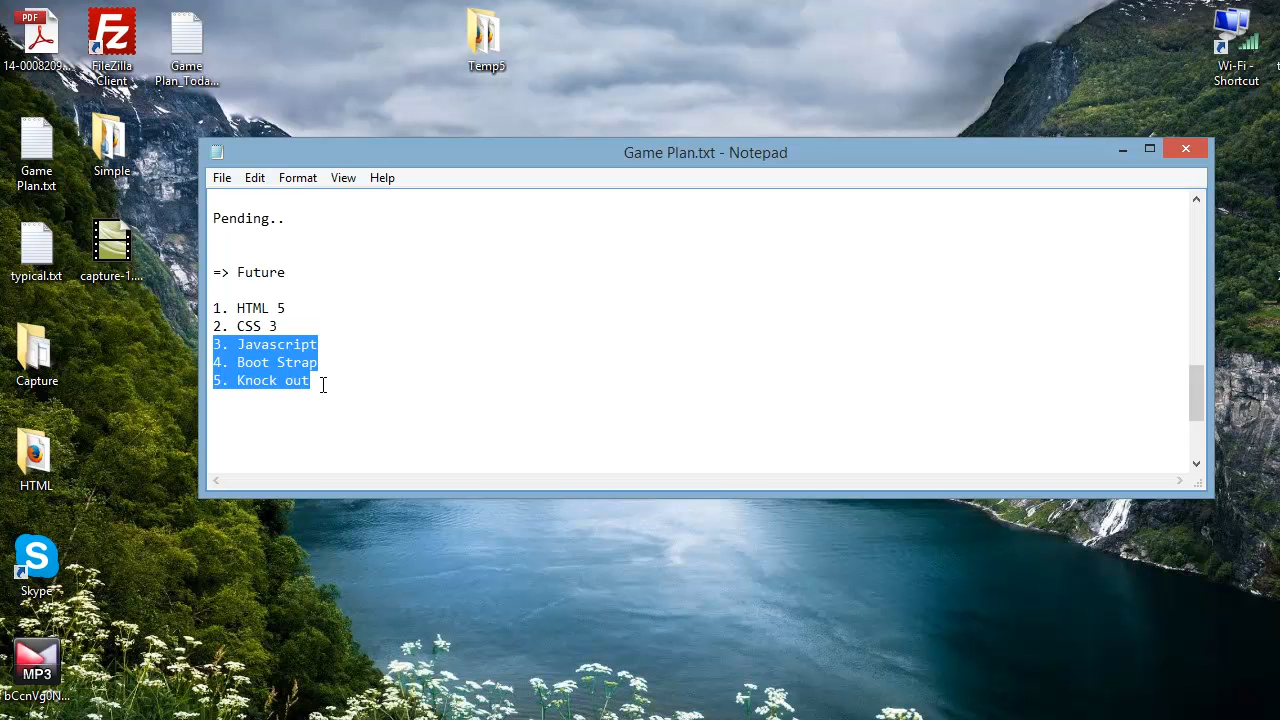 14-0008209...
FileZilla
Client
Game
Plan_Toda...
Temp5
Wi-Fi -
Shortcut
Game
Plan.txt
Simple
typical.txt
capture-1....
Capture
HTML
Skype
MP3
bCcnVg0N...
PDF
Game Plan.txt - Notepad
File Edit Format View Help
Pending..
=> Future
1. HTML 5
2. CSS 3
3. Javascript
4. Boot Strap
5. Knock out